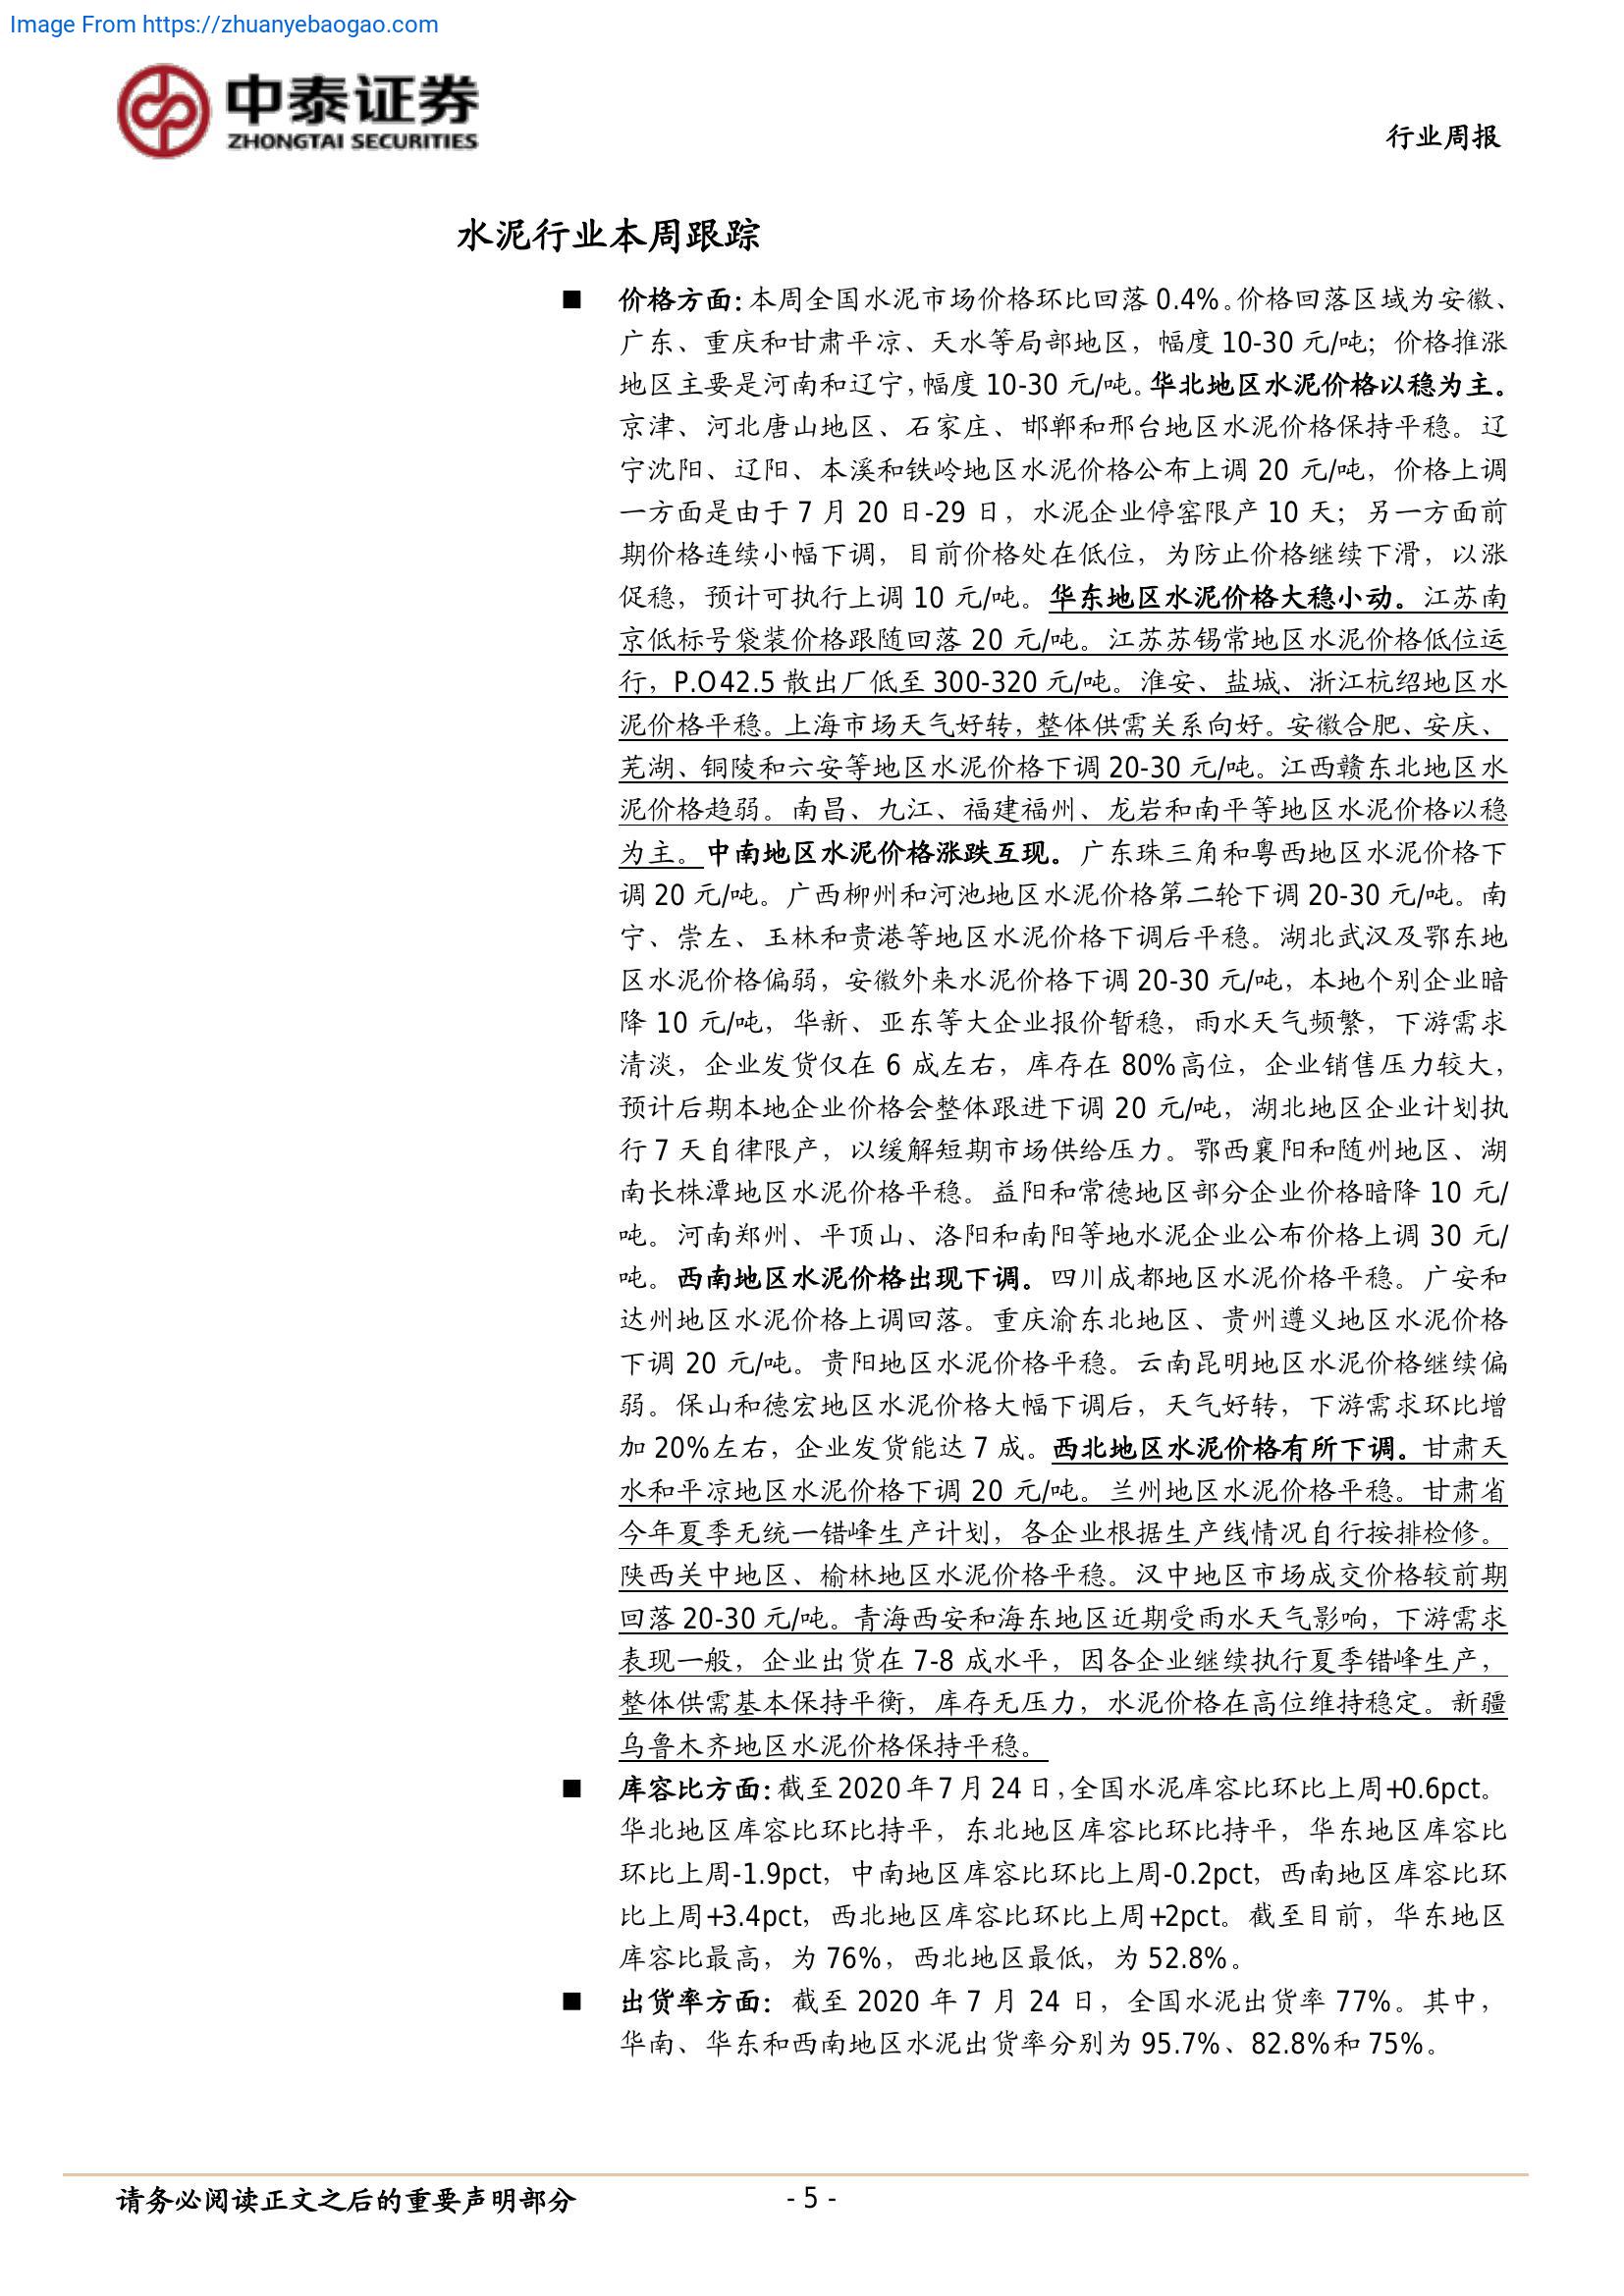 Image From https://zhuanyebaogao.com
中泰证券
ZHONGTAI SECURITIES
行业周报
水泥行业本周跟踪
■ 价格方面：本周全国水泥市场价格环比回落 0.4%。价格回落区域为安徽、
广东、重庆和甘肃平凉、天水等局部地区，幅度 10-30 元/吨；价格推涨
地区主要是河南和辽宁，幅度 10-30 元/吨。华北地区水泥价格以稳为主。
京津、河北唐山地区、石家庄、邯郸和邢台地区水泥价格保持平稳。辽
宁沈阳、辽阳、本溪和铁岭地区水泥价格公布上调 20 元/吨，价格上调
一方面是由于 7 月 20 日-29 日，水泥企业停窑限产 10 天；另一方面前
期价格连续小幅下调，目前价格处在低位，为防止价格继续下滑，以涨
促稳，预计可执行上调 10 元/吨。华东地区水泥价格大稳小动。江苏南
京低标号袋装价格跟随回落 20 元/吨。江苏苏锡常地区水泥价格低位运
行，P.O42.5 散出厂低至 300-320 元/吨。淮安、盐城、浙江杭绍地区水
泥价格平稳。上海市场天气好转，整体供需关系向好。安徽合肥、安庆、
芜湖、铜陵和六安等地区水泥价格下调 20-30 元/吨。江西赣东北地区水
泥价格趋弱。南昌、九江、福建福州、龙岩和南平等地区水泥价格以稳
为主。中南地区水泥价格涨跌互现。广东珠三角和粤西地区水泥价格下
调 20 元/吨。广西柳州和河池地区水泥价格第二轮下调 20-30 元/吨。南
宁、崇左、玉林和贵港等地区水泥价格下调后平稳。湖北武汉及鄂东地
区水泥价格偏弱，安徽外来水泥价格下调 20-30 元/吨，本地个别企业暗
降 10 元/吨，华新、亚东等大企业报价暂稳，雨水天气频繁，下游需求
清淡，企业发货仅在 6 成左右，库存在 80%高位，企业销售压力较大，
预计后期本地企业价格会整体跟进下调 20 元/吨，湖北地区企业计划执
行 7 天自律限产，以缓解短期市场供给压力。鄂西襄阳和随州地区、湖
南长株潭地区水泥价格平稳。益阳和常德地区部分企业价格暗降 10 元/
吨。河南郑州、平顶山、洛阳和南阳等地水泥企业公布价格上调 30 元/
吨。西南地区水泥价格出现下调。四川成都地区水泥价格平稳。广安和
达州地区水泥价格上调回落。重庆渝东北地区、贵州遵义地区水泥价格
下调 20 元/吨。贵阳地区水泥价格平稳。云南昆明地区水泥价格继续偏
弱。保山和德宏地区水泥价格大幅下调后，天气好转，下游需求环比增
加 20%左右，企业发货能达 7 成。西北地区水泥价格有所下调。甘肃天
水和平凉地区水泥价格下调 20 元/吨。兰州地区水泥价格平稳。甘肃省
今年夏季无统一错峰生产计划，各企业根据生产线情况自行按排检修。
陕西关中地区、榆林地区水泥价格平稳。汉中地区市场成交价格较前期
回落 20-30 元/吨。青海西安和海东地区近期受雨水天气影响，下游需求
表现一般，企业出货在 7-8 成水平，因各企业继续执行夏季错峰生产，
整体供需基本保持平衡，库存无压力，水泥价格在高位维持稳定。新疆
乌鲁木齐地区水泥价格保持平稳。
■ 库容比方面：截至 2020 年 7 月 24 日，全国水泥库容比环比上周+0.6pct。
华北地区库容比环比持平，东北地区库容比环比持平，华东地区库容比
环比上周-1.9pct，中南地区库容比环比上周-0.2pct，西南地区库容比环
比上周+3.4pct，西北地区库容比环比上周+2pct。截至目前，华东地区
库容比最高，为 76%，西北地区最低，为 52.8%。
■ 出货率方面：截至 2020 年 7 月 24 日，全国水泥出货率 77%。其中，
华南、华东和西南地区水泥出货率分别为 95.7%、82.8%和 75%。
请务必阅读正文之后的重要声明部分
- 5 -